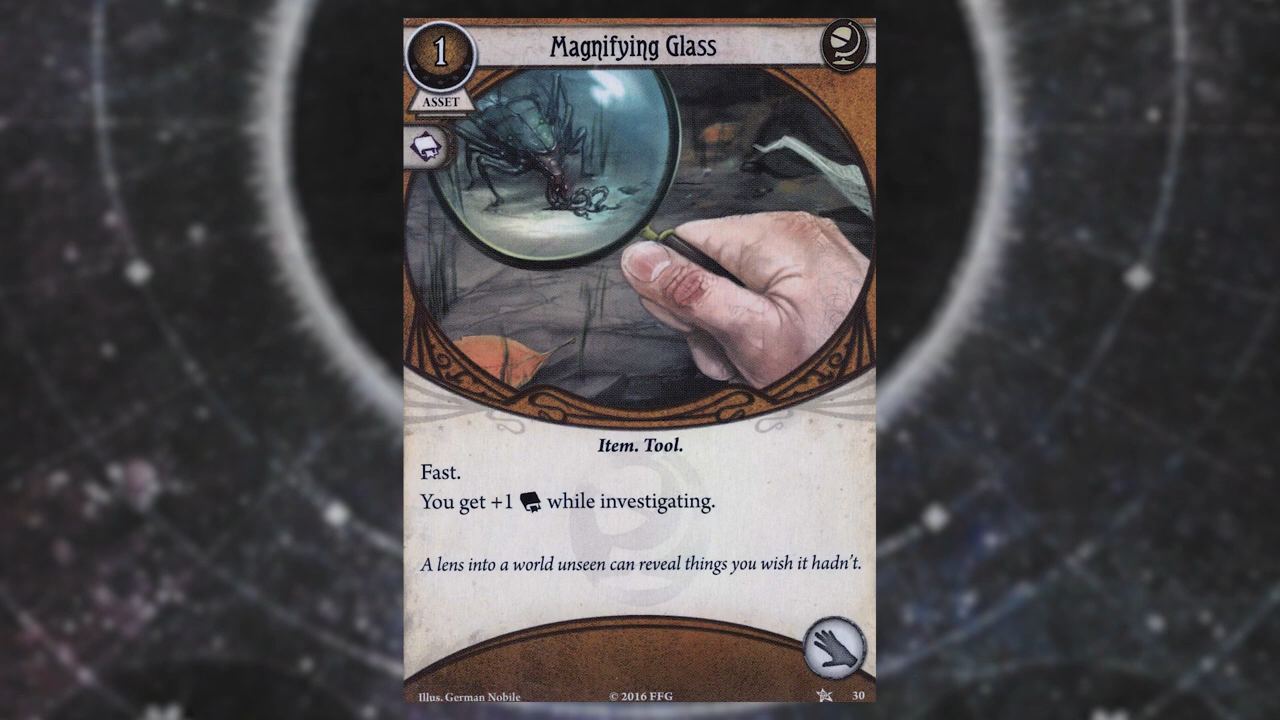 1
Magnifying Glass
ASSET
Item. Tool.
Fast.
You get +1 while investigating.
A lens into a world unseen can reveal things you wish it hadn't.
Illus. German Nobile
© 2016 FFG
30